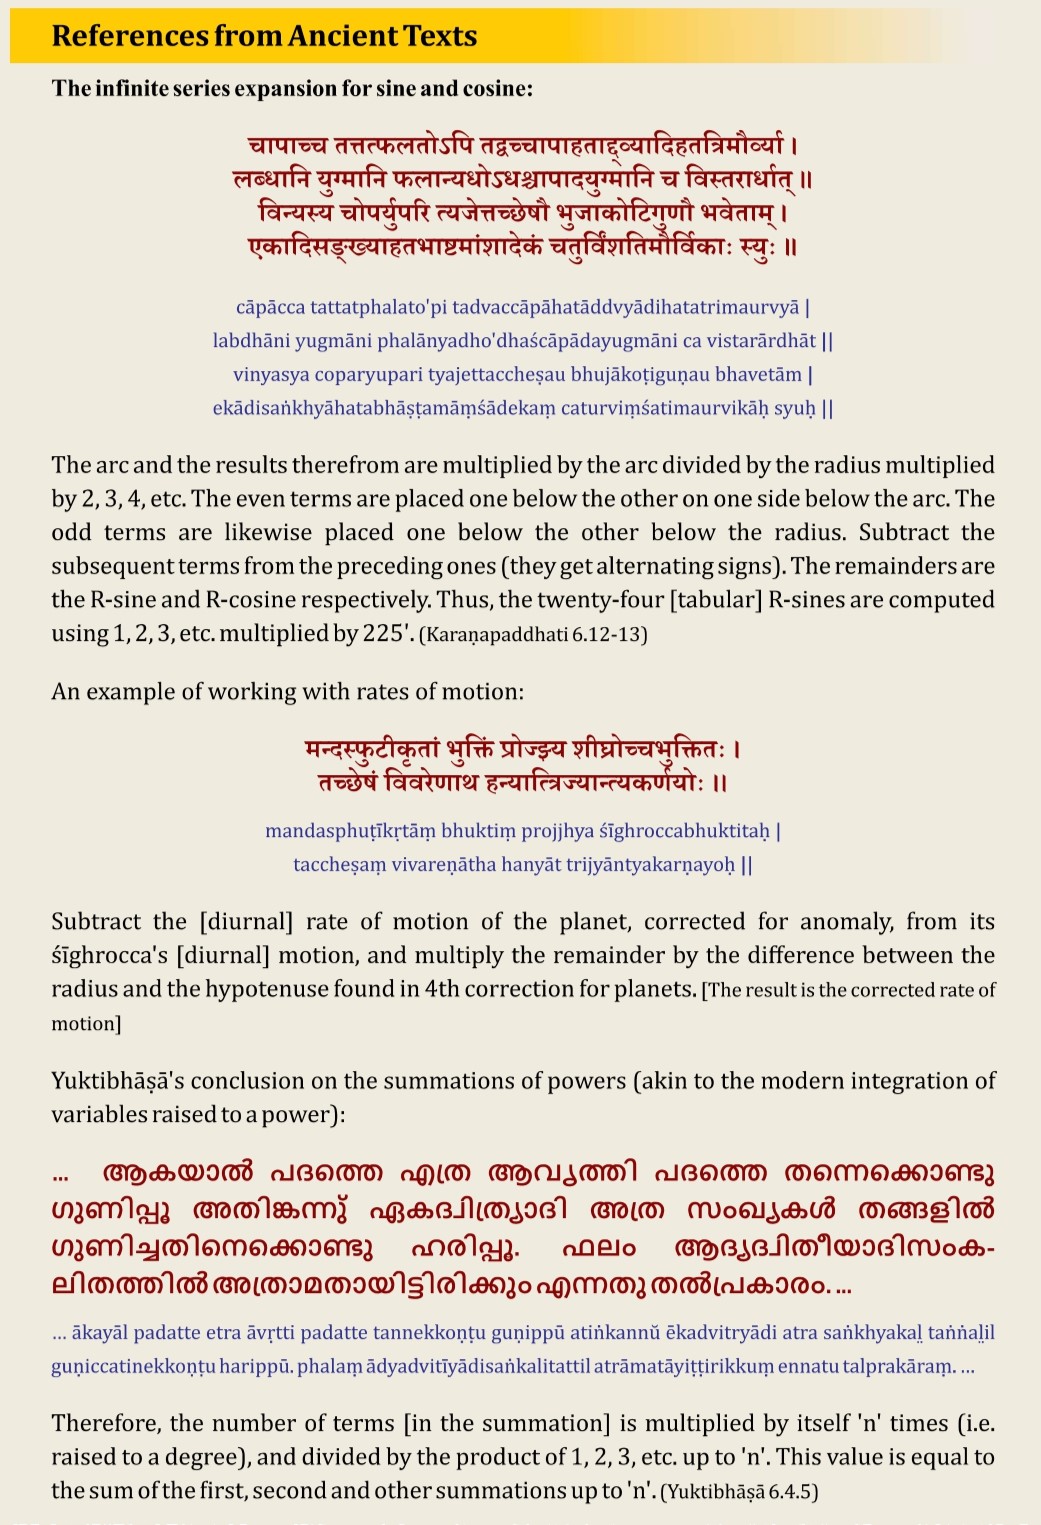 References from Ancient Texts
The infinite series expansion for sine and cosine:
चापाच्च तत्तत्फलतोऽपि तद्वच्चापाहताद्द्व्यादिहतत्रिमौर्व्या ।
लब्धानि युग्मानि फलान्यधोऽधश्चापादयुग्मानि च विस्तरार्धात् ॥
विन्यस्य चोपर्युपरि त्यजेत्तच्छेषौ भुजाकोटिगुणौ भवेताम् ।
एकादिसङ्ख्याहतभाष्टमांशादेकं चतुर्विंशतिमौर्विकाः स्युः ॥
cāpācca tattatphalato'pi tadvaccāpāhatāddvyādihatatrimaurvyā |
labdhāni yugmāni phalānyadho'dhaścāpādayugmāni ca vistarārdhāt ||
vinyasya coparyupari tyajettaccheṣau bhujākoṭiguṇau bhavetām |
ekādisaṅkhyāhatabhāṣṭamāṃśādekaṃ caturviṃśatimaurvikāḥ syuḥ ||
The arc and the results therefrom are multiplied by the arc divided by the radius multiplied
by 2, 3, 4, etc. The even terms are placed one below the other on one side below the arc. The
odd terms are likewise placed one below the other below the radius. Subtract the
subsequent terms from the preceding ones (they get alternating signs). The remainders are
the R-sine and R-cosine respectively. Thus, the twenty-four [tabular] R-sines are computed
using 1, 2, 3, etc. multiplied by 225'. (Karaṇapaddhati 6.12-13)
An example of working with rates of motion:
मन्दस्फुटीकृतां भुक्तिं प्रोज्झ्य शीघ्रोच्चभुक्तितः ।
तच्छेषं विवरेणाथ हन्यात्त्रिज्यान्त्यकर्णयोः ॥
mandasphuṭīkṛtāṃ bhuktiṃ projjhya śīghroccabhuktitaḥ |
taccheṣaṃ vivareṇātha hanyāt trijyāntyakarṇayoḥ ||
Subtract the [diurnal] rate of motion of the planet, corrected for anomaly, from its
śīghrocca's [diurnal] motion, and multiply the remainder by the difference between the
radius and the hypotenuse found in 4th correction for planets. [The result is the corrected rate of
motion]
Yuktibhāṣā's conclusion on the summations of powers (akin to the modern integration of
variables raised to a power):
... ആകയാൽ പദത്തെ എത്ര ആവൃത്തി പദത്തെ തന്നെക്കൊണ്ടു
ഗുണിപ്പൂ അതിങ്കന്നു് ഏകദ്വിത്ര്യാദി അത്ര സംഖ്യകൾ തങ്ങളിൽ
ഗുണിച്ചതിനെക്കൊണ്ടു ഹരിപ്പൂ. ഫലം ആദ്യദ്വിതീയാദിസംക-
ലിതത്തിൽ അത്രാമതായിട്ടിരിക്കും എന്നതു തൽപ്രകാരം. ...
... ākayāl padatte etra āvṛtti padatte tannekkoṇṭu guṇippū atiṅkannŭ ēkadvitryādi atra saṅkhyakaḷ taṅṅaḷil
guṇiccatinekkoṇṭu harippū. phalaṃ ādyadvitīyādisaṅkalitattil atrāmatāyiṭṭirikkuṃ ennatu talprakāraṃ. ...
Therefore, the number of terms [in the summation] is multiplied by itself 'n' times (i.e.
raised to a degree), and divided by the product of 1, 2, 3, etc. up to 'n'. This value is equal to
the sum of the first, second and other summations up to 'n'. (Yuktibhāṣā 6.4.5)